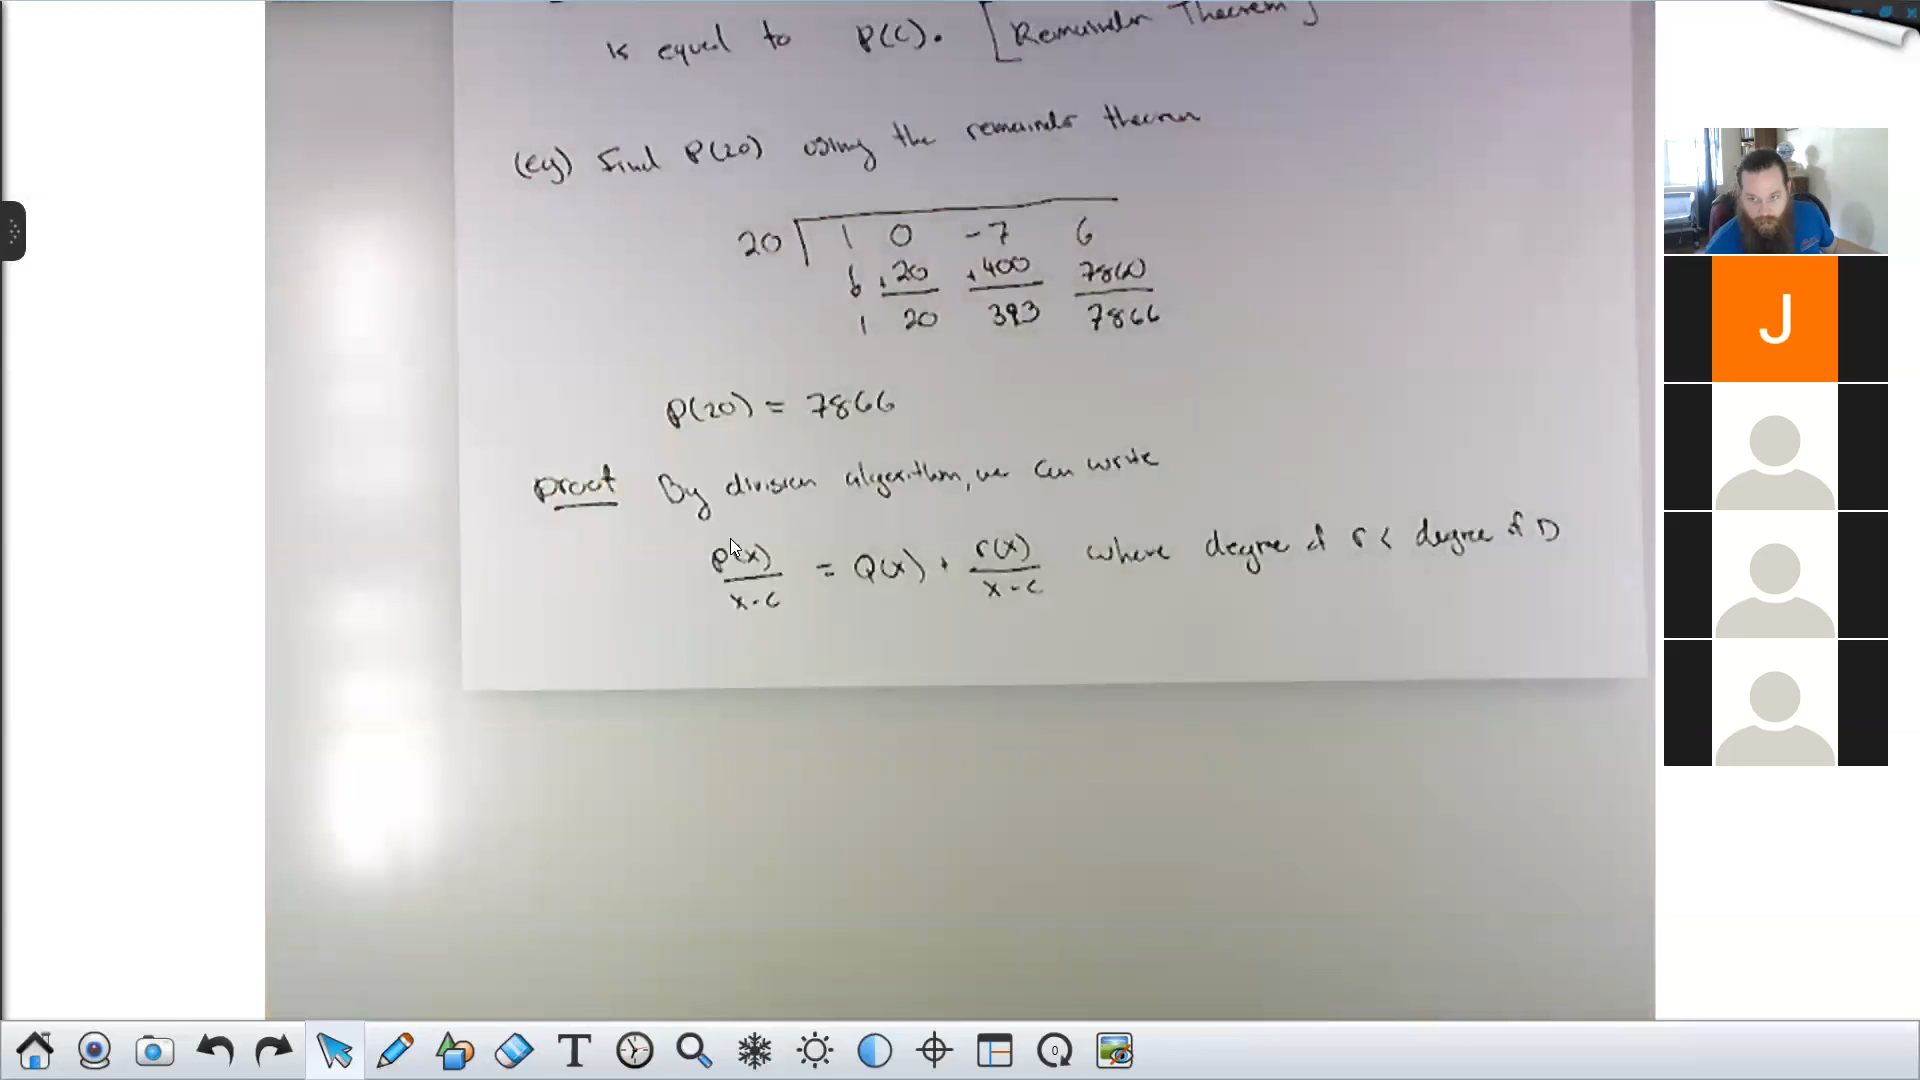 is equal to P(c). [Remainder Theorem]
(eg) Find P(20) using the remainder theorem
20 1 0 -7 6
↓ +20 +400 7860
1 20 393 7866
P(20) = 7866
proof By division algorithm, we can write
P(x)/x-c = Q(x) + r(x)/x-c where degree of r < degree of D
J
T
0